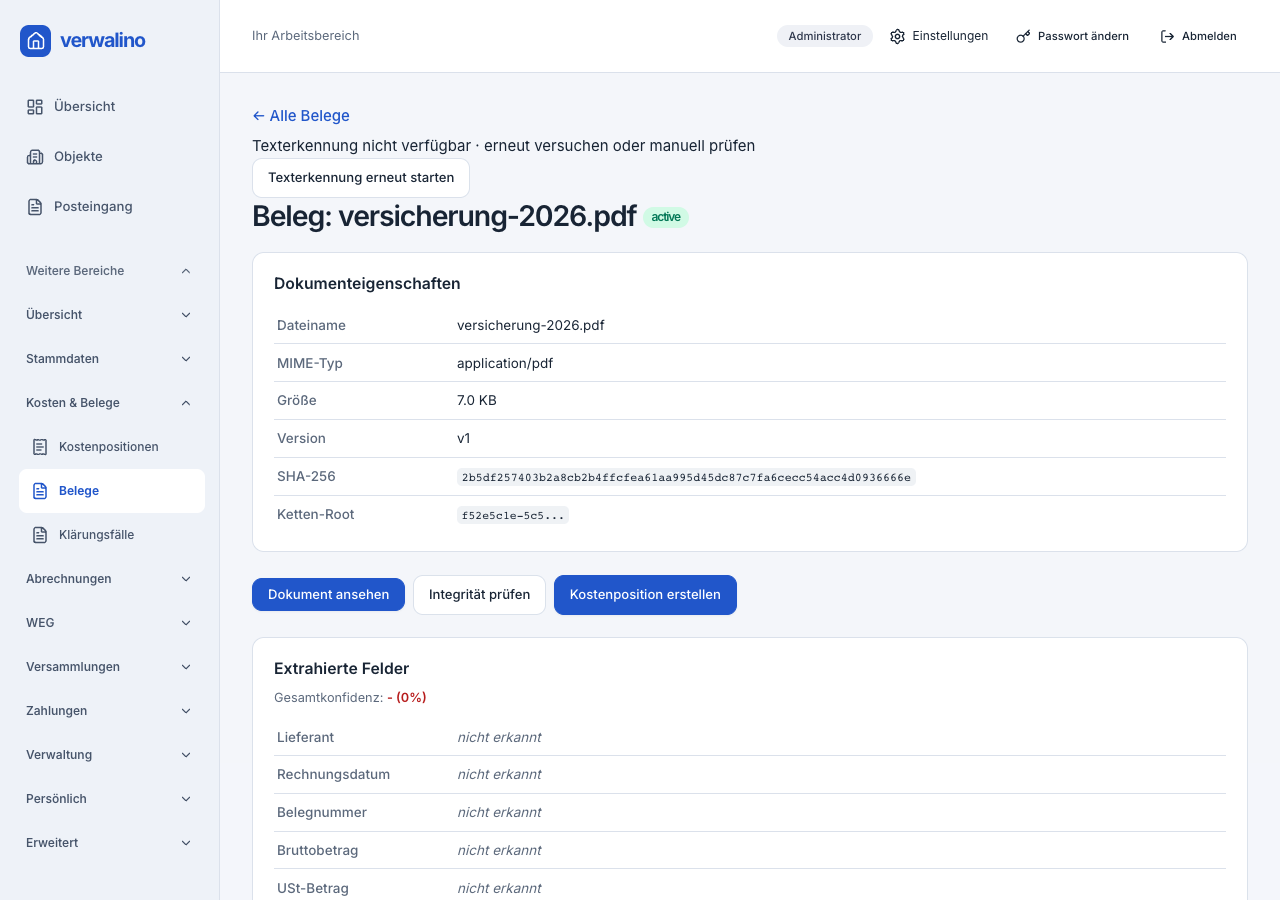 verwalino
Ihr Arbeitsbereich
Administrator
Einstellungen
Passwort ändern
Abmelden
Übersicht
Objekte
Posteingang
Weitere Bereiche
Übersicht
Stammdaten
Kosten & Belege
Kostenpositionen
Belege
Klärungsfälle
Abrechnungen
WEG
Versammlungen
Zahlungen
Verwaltung
Persönlich
Erweitert
← Alle Belege
Texterkennung nicht verfügbar · erneut versuchen oder manuell prüfen
Texterkennung erneut starten
Beleg: versicherung-2026.pdf active
Dokumenteigenschaften
Dateiname versicherung-2026.pdf
MIME-Typ application/pdf
Größe 7.0 KB
Version v1
SHA-256 2b5df257403b2a8cb2b4ffcfea61aa995d45dc87c7fa6cecc54acc4d0936666e
Ketten-Root f52e5c1e-5c5...
Dokument ansehen
Integrität prüfen
Kostenposition erstellen
Extrahierte Felder
Gesamtkonfidenz: - (0%)
Lieferant nicht erkannt
Rechnungsdatum nicht erkannt
Belegnummer nicht erkannt
Bruttobetrag nicht erkannt
USt-Betrag nicht erkannt